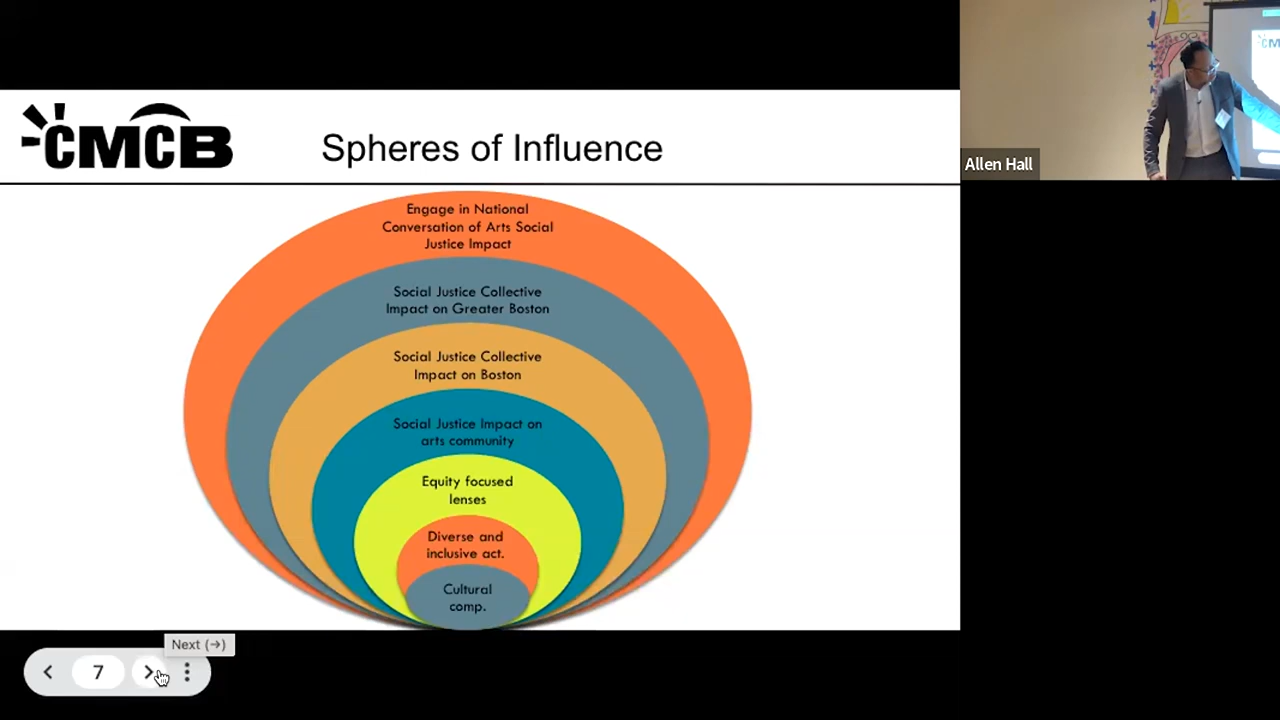 CMCB
Spheres of Influence
Allen Hall
Engage in National
Conversation of Arts Social
Justice Impact
Social Justice Collective
Impact on Greater Boston
Social Justice Collective
Impact on Boston
Social Justice Impact on
arts community
Equity focused
lenses
Diverse and
inclusive act.
Cultural
comp.
Next (→)
7